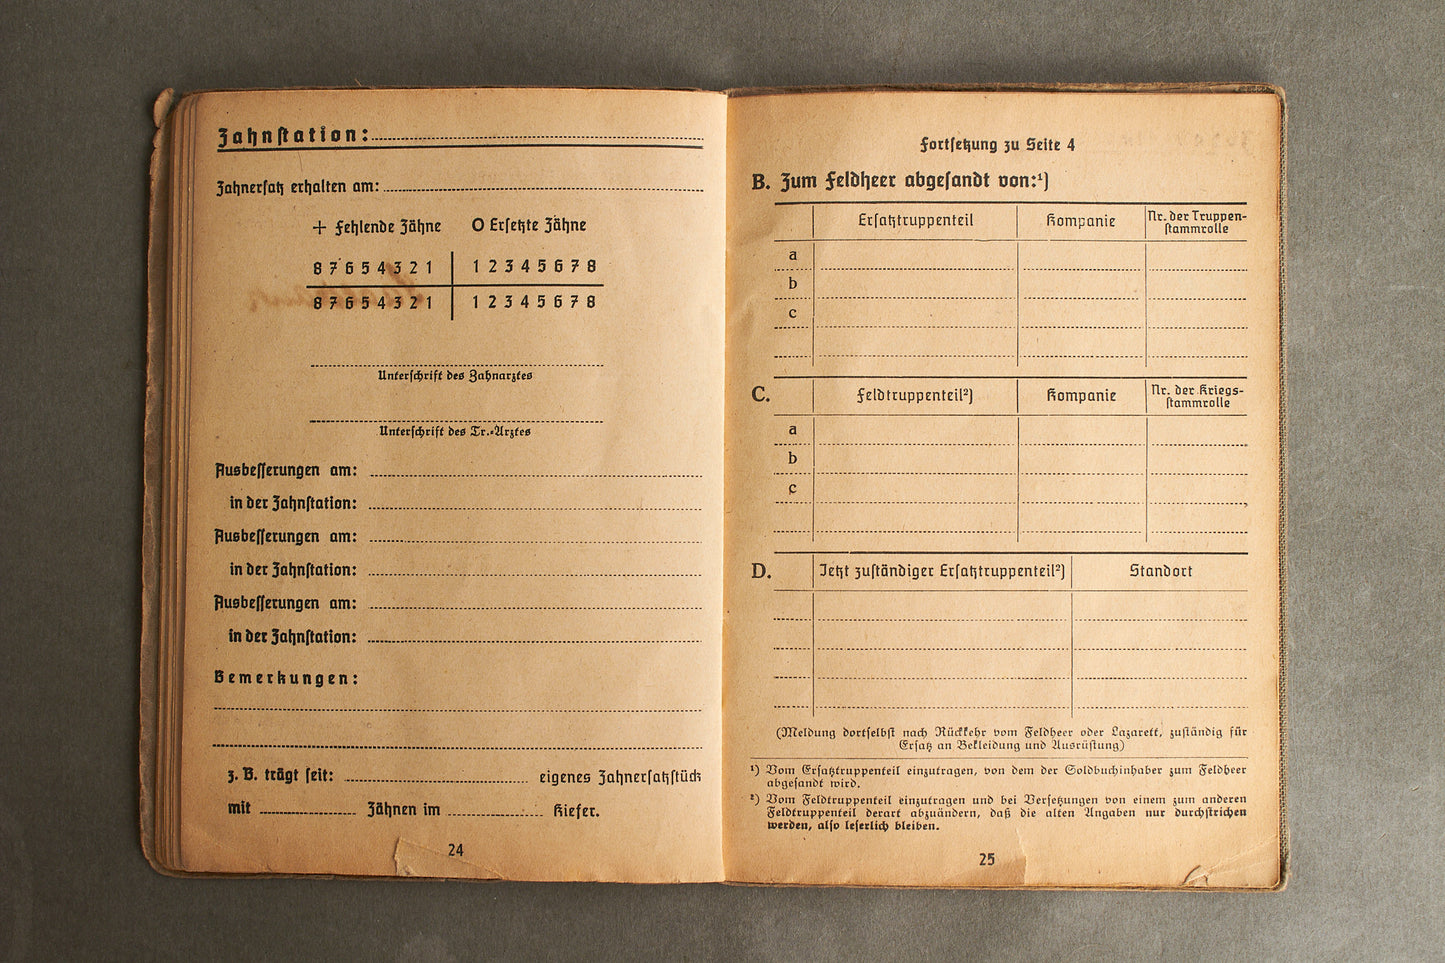 Zahnstation:
Zahnersatz erhalten am:
+ Fehlende Zähne O Ersetzte Zähne
8 7 6 5 4 3 2 1 1 2 3 4 5 6 7 8
8 7 6 5 4 3 2 1 1 2 3 4 5 6 7 8
Unterschrift des Zahnarztes
Unterschrift des Tr.-Arztes
Ausbesserungen am:
in der Zahnstation:
Ausbesserungen am:
in der Zahnstation:
Ausbesserungen am:
in der Zahnstation:
Bemerkungen:
z. B. trägt seit: eigenes Zahnersatzstück
mit Zähnen im Kiefer.
24
Fortsetzung zu Seite 4
B. Zum Feldheer abgesandt von:¹)
Ersatztruppenteil Kompanie Nr. der Truppen-
stammrolle
a
b
c
C. Feldtruppenteil²) Kompanie Nr. der Kriegs-
stammrolle
a
b
c
D. Jetzt zuständiger Ersatztruppenteil²) Standort
(Meldung dortselbst nach Rückkehr vom Feldheer oder Lazarett, zuständig für
Ersatz an Bekleidung und Ausrüstung)
¹) Vom Ersatztruppenteil einzutragen, von dem der Soldbuchinhaber zum Feldheer
abgesandt wird.
²) Vom Feldtruppenteil einzutragen und bei Versetzungen von einem zum anderen
Feldtruppenteil derart abzuändern, daß die alten Angaben nur durchstrichen
werden, also leserlich bleiben.
25